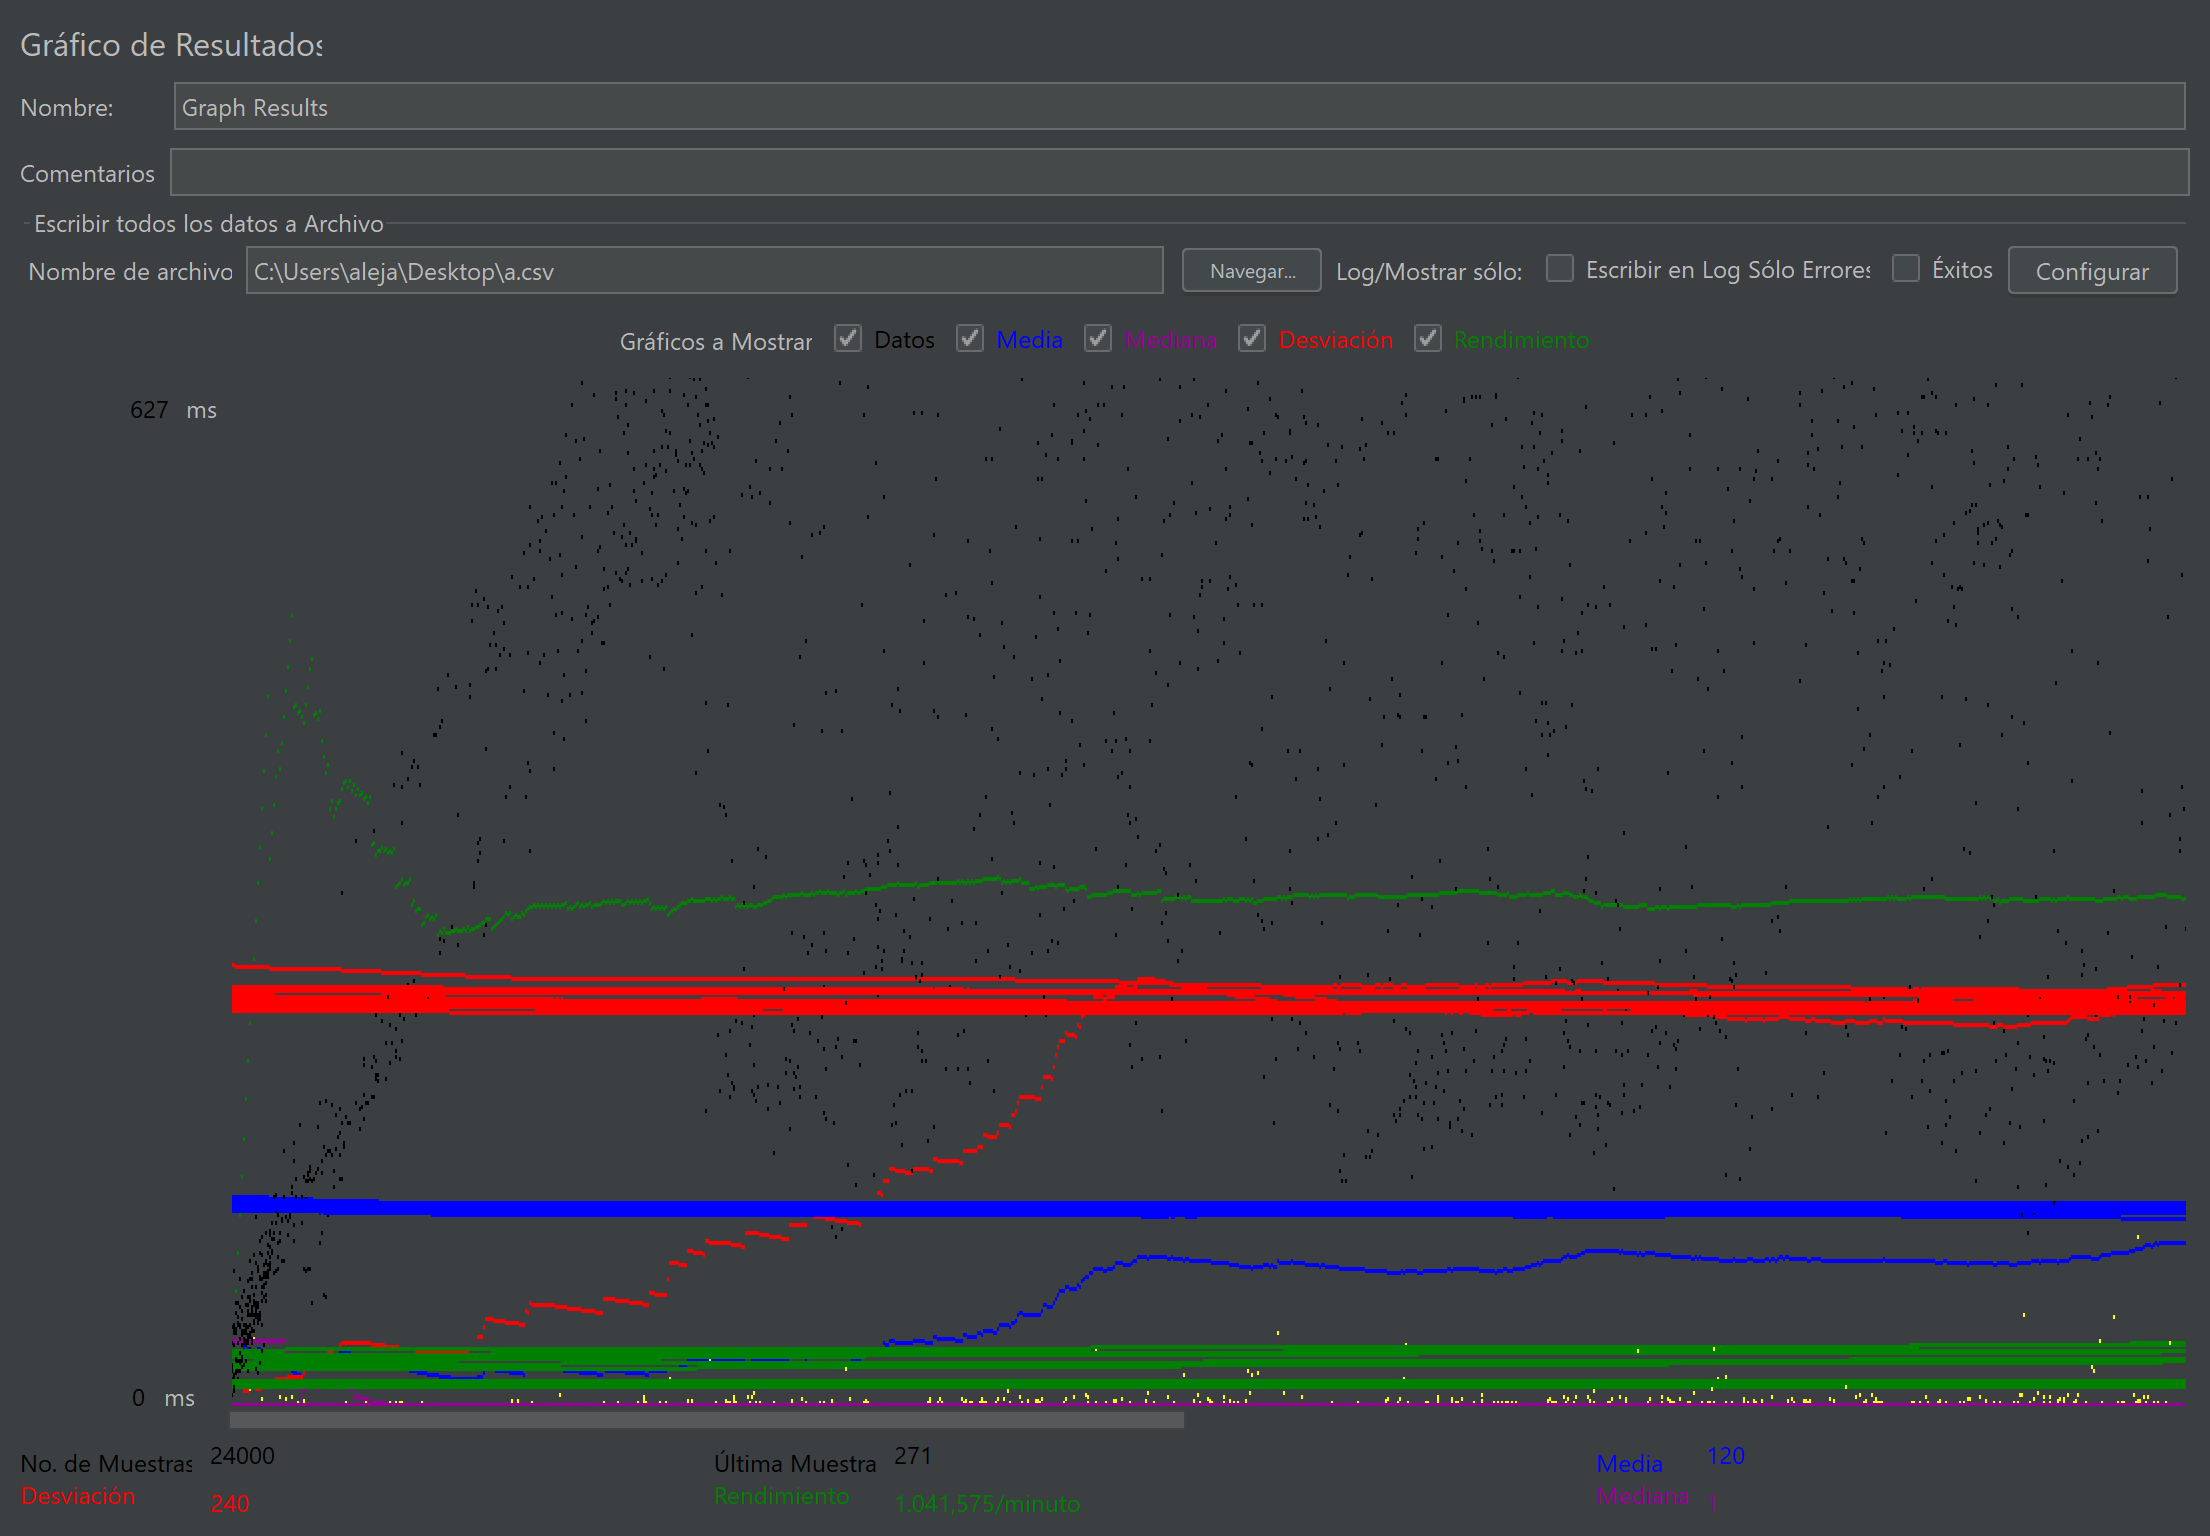 Gráfico de Resultados
Nombre: Graph Results
Comentarios
Escribir todos los datos a Archivo
Nombre de archivo C:\Users\aleja\Desktop\a.csv Navegar... Log/Mostrar sólo: Escribir en Log Sólo Errores Éxitos Configurar
Gráficos a Mostrar Datos Media Mediana Desviación Rendimiento
627 ms
0 ms
No. de Muestras 24000 Última Muestra 271 Media 120
Desviación 240 Rendimiento 1.041,575/minuto Mediana 1